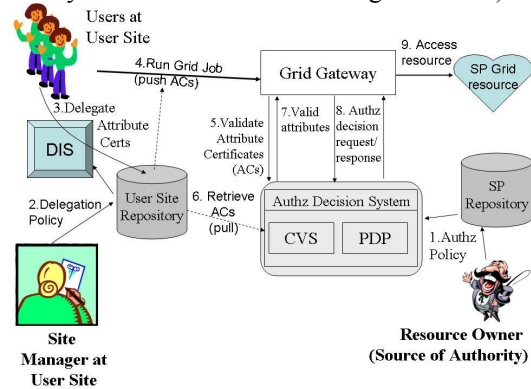 Users at
User Site
4.Run Grid Job
(push ACs)
Grid Gateway
9. Access
resource
SP Grid
resource
3.Delegate
Attribute
Certs
DIS
5.Validate
Attribute
Certificates
(ACs)
7.Valid
attributes
8. Authz
decision
request/
response
2.Delegation
Policy
User Site
Repository
6. Retrieve
ACs
(pull)
Authz Decision System
CVS
PDP
SP
Repository
1.Authz
Policy
Site
Manager at
User Site
Resource Owner
(Source of Authority)